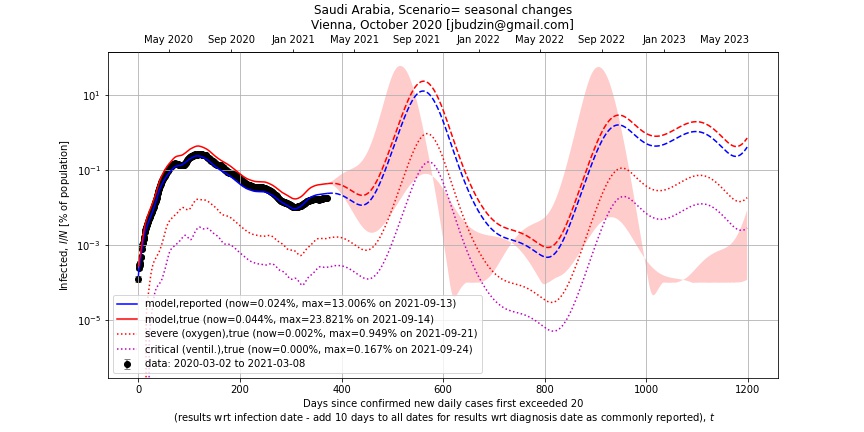 Saudi Arabia, Scenario= seasonal changes
Vienna, October 2020 [jbudzin@gmail.com]
May 2020 Sep 2020 Jan 2021 May 2021 Sep 2021 Jan 2022 May 2022 Sep 2022 Jan 2023 May 2023
Infected, I/N [% of population]
10¹
10⁻¹
10⁻³
10⁻⁵
model,reported (now=0.024%, max=13.006% on 2021-09-13)
model,true (now=0.044%, max=23.821% on 2021-09-14)
severe (oxygen),true (now=0.002%, max=0.949% on 2021-09-21)
critical (ventil.),true (now=0.000%, max=0.167% on 2021-09-24)
data: 2020-03-02 to 2021-03-08
0 200 400 600 800 1000 1200
Days since confirmed new daily cases first exceeded 20
(results wrt infection date - add 10 days to all dates for results wrt diagnosis date as commonly reported), t